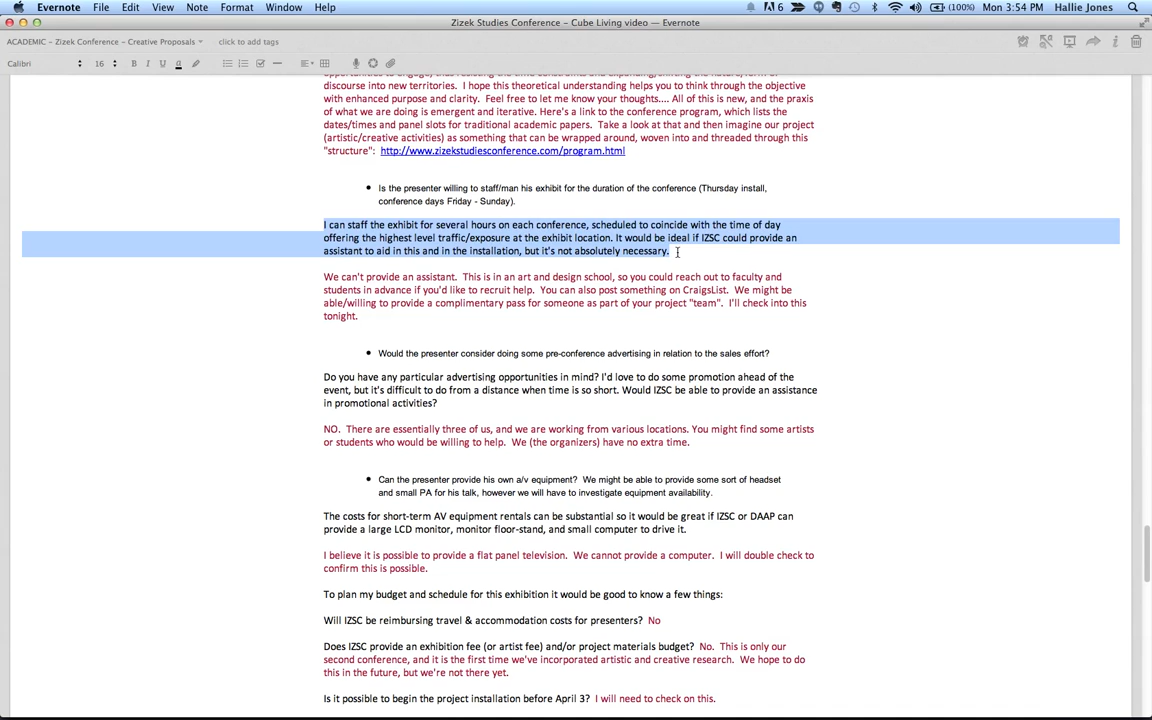 Evernote File Edit View Note Format Window Help 6 (100%) Mon 3:54 PM Hallie Jones
Zizek Studies Conference – Cube Living video — Evernote
ACADEMIC – Zizek Conference – Creative Proposals click to add tags
Calibri 16 B I U a
discourse into new territories. I hope this theoretical understanding helps you to think through the objective
with enhanced purpose and clarity. Feel free to let me know your thoughts.... All of this is new, and the praxis
of what we are doing is emergent and iterative. Here's a link to the conference program, which lists the
dates/times and panel slots for traditional academic papers. Take a look at that and then imagine our project
(artistic/creative activities) as something that can be wrapped around, woven into and threaded through this
"structure": http://www.zizekstudiesconference.com/program.html
• Is the presenter willing to staff/man his exhibit for the duration of the conference (Thursday install,
conference days Friday - Sunday).
I can staff the exhibit for several hours on each conference, scheduled to coincide with the time of day
offering the highest level traffic/exposure at the exhibit location. It would be ideal if IZSC could provide an
assistant to aid in this and in the installation, but it's not absolutely necessary.
We can't provide an assistant. This is in an art and design school, so you could reach out to faculty and
students in advance if you'd like to recruit help. You can also post something on CraigsList. We might be
able/willing to provide a complimentary pass for someone as part of your project "team". I'll check into this
tonight.
• Would the presenter consider doing some pre-conference advertising in relation to the sales effort?
Do you have any particular advertising opportunities in mind? I'd love to do some promotion ahead of the
event, but it's difficult to do from a distance when time is so short. Would IZSC be able to provide an assistance
in promotional activities?
NO. There are essentially three of us, and we are working from various locations. You might find some artists
or students who would be willing to help. We (the organizers) have no extra time.
• Can the presenter provide his own a/v equipment? We might be able to provide some sort of headset
and small PA for his talk, however we will have to investigate equipment availability.
The costs for short-term AV equipment rentals can be substantial so it would be great if IZSC or DAAP can
provide a large LCD monitor, monitor floor-stand, and small computer to drive it.
I believe it is possible to provide a flat panel television. We cannot provide a computer. I will double check to
confirm this is possible.
To plan my budget and schedule for this exhibition it would be good to know a few things:
Will IZSC be reimbursing travel & accommodation costs for presenters? No
Does IZSC provide an exhibition fee (or artist fee) and/or project materials budget? No. This is only our
second conference, and it is the first time we've incorporated artistic and creative research. We hope to do
this in the future, but we're not there yet.
Is it possible to begin the project installation before April 3? I will need to check on this.